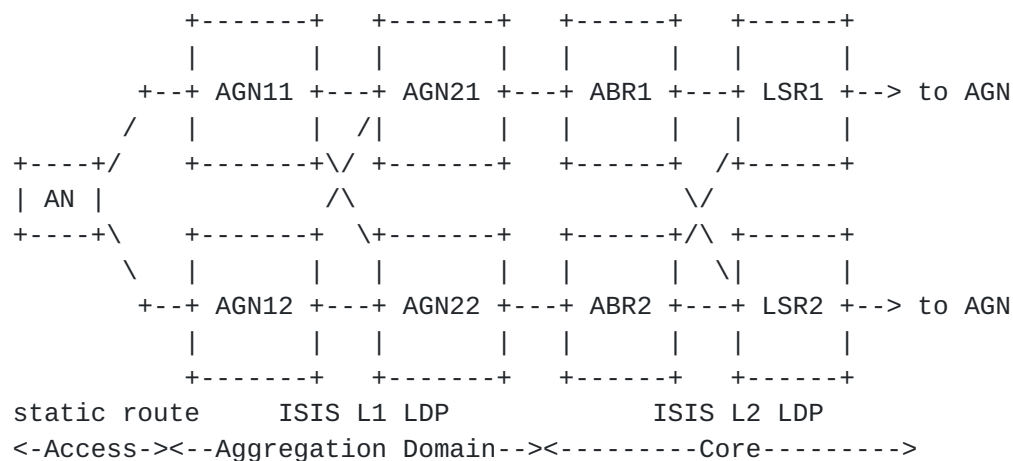 AGN11 AGN21 ABR1 LSR1 --> to AGN
AN
AGN12 AGN22 ABR2 LSR2 --> to AGN
static route ISIS L1 LDP ISIS L2 LDP
<-Access-><--Aggregation Domain--><---------Core--------->